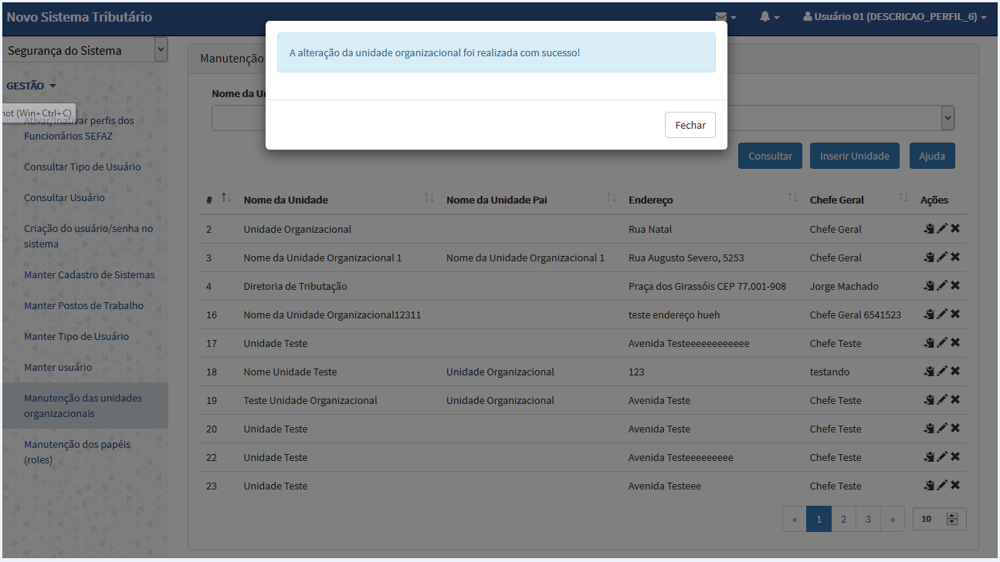 Novo Sistema Tributário
Usuário 01 (DESCRICAO_PERFIL_6)
A alteração da unidade organizacional foi realizada com sucesso!
Fechar
Segurança do Sistema
GESTÃO
(Win+Ctrl+C)
Ativar/Inativar perfis dos
Funcionários SEFAZ
Consultar Tipo de Usuário
Consultar Usuário
Criação do usuário/senha no
sistema
Manter Cadastro de Sistemas
Manter Postos de Trabalho
Manter Tipo de Usuário
Manter usuário
Manutenção das unidades
organizacionais
Manutenção dos papéis
(roles)
Manutenção
Nome da
Consultar Inserir Unidade Ajuda
# Nome da Unidade Nome da Unidade Pai Endereço Chefe Geral Ações
2 Unidade Organizacional Rua Natal Chefe Geral
3 Nome da Unidade Organizacional 1 Nome da Unidade Organizacional 1 Rua Augusto Severo, 5253 Chefe Geral
4 Diretoria de Tributação Praça dos Girassóis CEP 77.001-908 Jorge Machado
16 Nome da Unidade Organizacional12311 teste endereço hueh Chefe Geral 6541523
17 Unidade Teste Avenida Testeeeeeeeeeeee Chefe Teste
18 Nome Unidade Teste Unidade Organizacional 123 testando
19 Teste Unidade Organizacional Unidade Organizacional Avenida Teste Chefe Teste
20 Unidade Teste Avenida Teste Chefe Teste
22 Unidade Teste Avenida Testeeeeeeeee Chefe Teste
23 Unidade Teste Avenida Testeee Chefe Teste
« 1 2 3 » 10